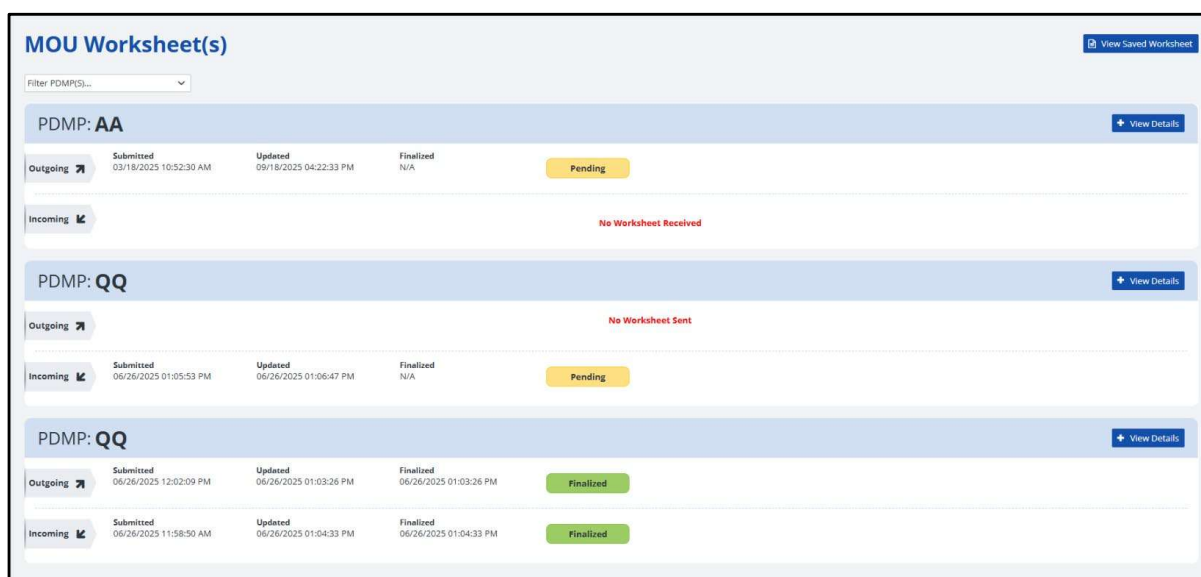 MOU Worksheet(s)
View Saved Worksheet
Filter PDMP(S)...
PDMP: AA
View Details
Outgoing
Submitted Updated Finalized
03/18/2025 10:52:30 AM 09/18/2025 04:22:33 PM N/A
Pending
Incoming
No Worksheet Received
PDMP: QQ
View Details
Outgoing
No Worksheet Sent
Incoming
Submitted Updated Finalized
06/26/2025 01:05:53 PM 06/26/2025 01:06:47 PM N/A
Pending
PDMP: QQ
View Details
Outgoing
Submitted Updated Finalized
06/26/2025 12:02:09 PM 06/26/2025 01:03:26 PM 06/26/2025 01:03:26 PM
Finalized
Incoming
Submitted Updated Finalized
06/26/2025 11:58:50 AM 06/26/2025 01:04:33 PM 06/26/2025 01:04:33 PM
Finalized